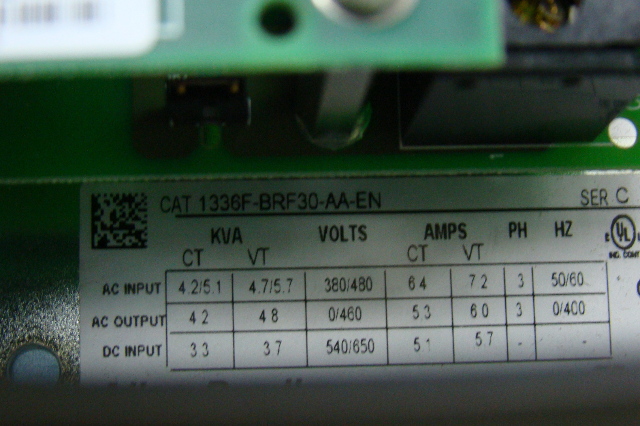 CAT 1336F-BRF30-AA-EN SER C
KVA VOLTS AMPS PH HZ
CT VT CT VT
AC INPUT 4.2/5.1 4.7/5.7 380/480 6.4 7.2 3 50/60
AC OUTPUT 4.2 4.8 0/460 5.3 6.0 3 0/400
DC INPUT 3.3 3.7 540/650 5.1 5.7 - -
UL
IND. CONT